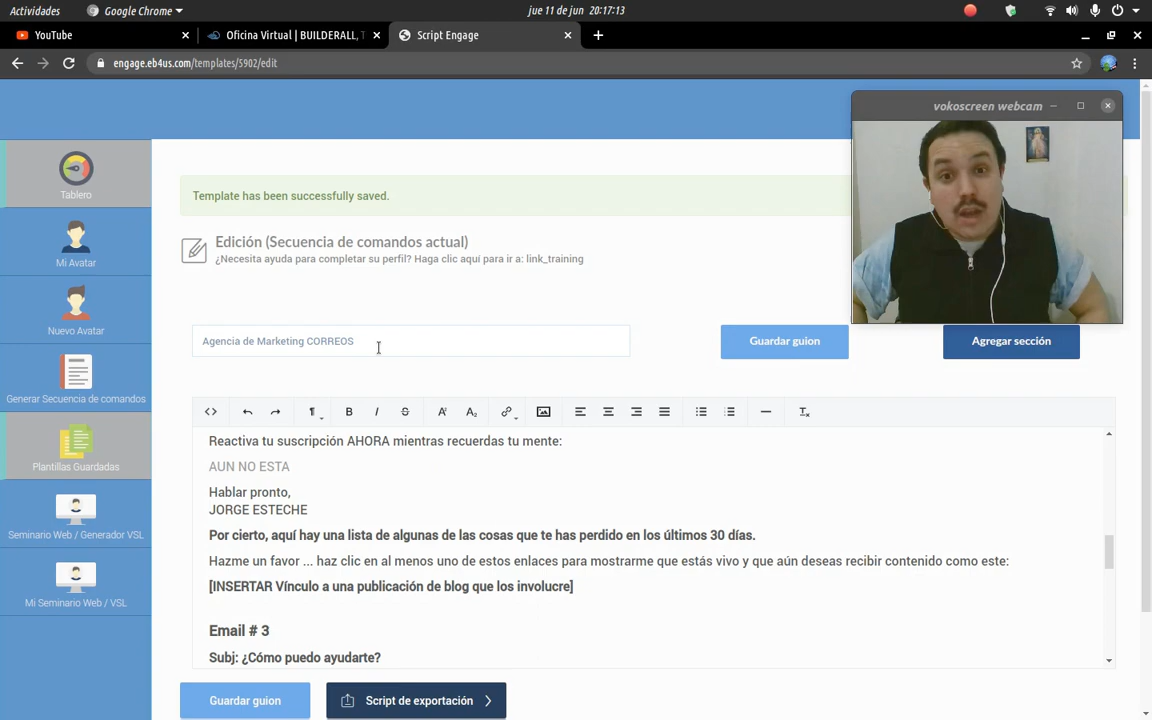 Actividades
Google Chrome
jue 11 de jun 20:17:13
YouTube
Oficina Virtual | BUILDERALL, T
Script Engage
engage.eb4us.com/templates/5902/edit
vokoscreen webcam
Tablero
Mi Avatar
Nuevo Avatar
Generar Secuencia de comandos
Plantillas Guardadas
Seminario Web / Generador VSL
Mi Seminario Web / VSL
Template has been successfully saved.
Edición (Secuencia de comandos actual)
¿Necesita ayuda para completar su perfil? Haga clic aquí para ir a: link_training
Agencia de Marketing CORREOS
Guardar guion
Agregar sección
Reactiva tu suscripción AHORA mientras recuerdas tu mente:
AUN NO ESTA
Hablar pronto,
JORGE ESTECHE
Por cierto, aquí hay una lista de algunas de las cosas que te has perdido en los últimos 30 días.
Hazme un favor ... haz clic en al menos uno de estos enlaces para mostrarme que estás vivo y que aún deseas recibir contenido como este:
[INSERTAR Vínculo a una publicación de blog que los involucre]
Email # 3
Subj: ¿Cómo puedo ayudarte?
Guardar guion
Script de exportación